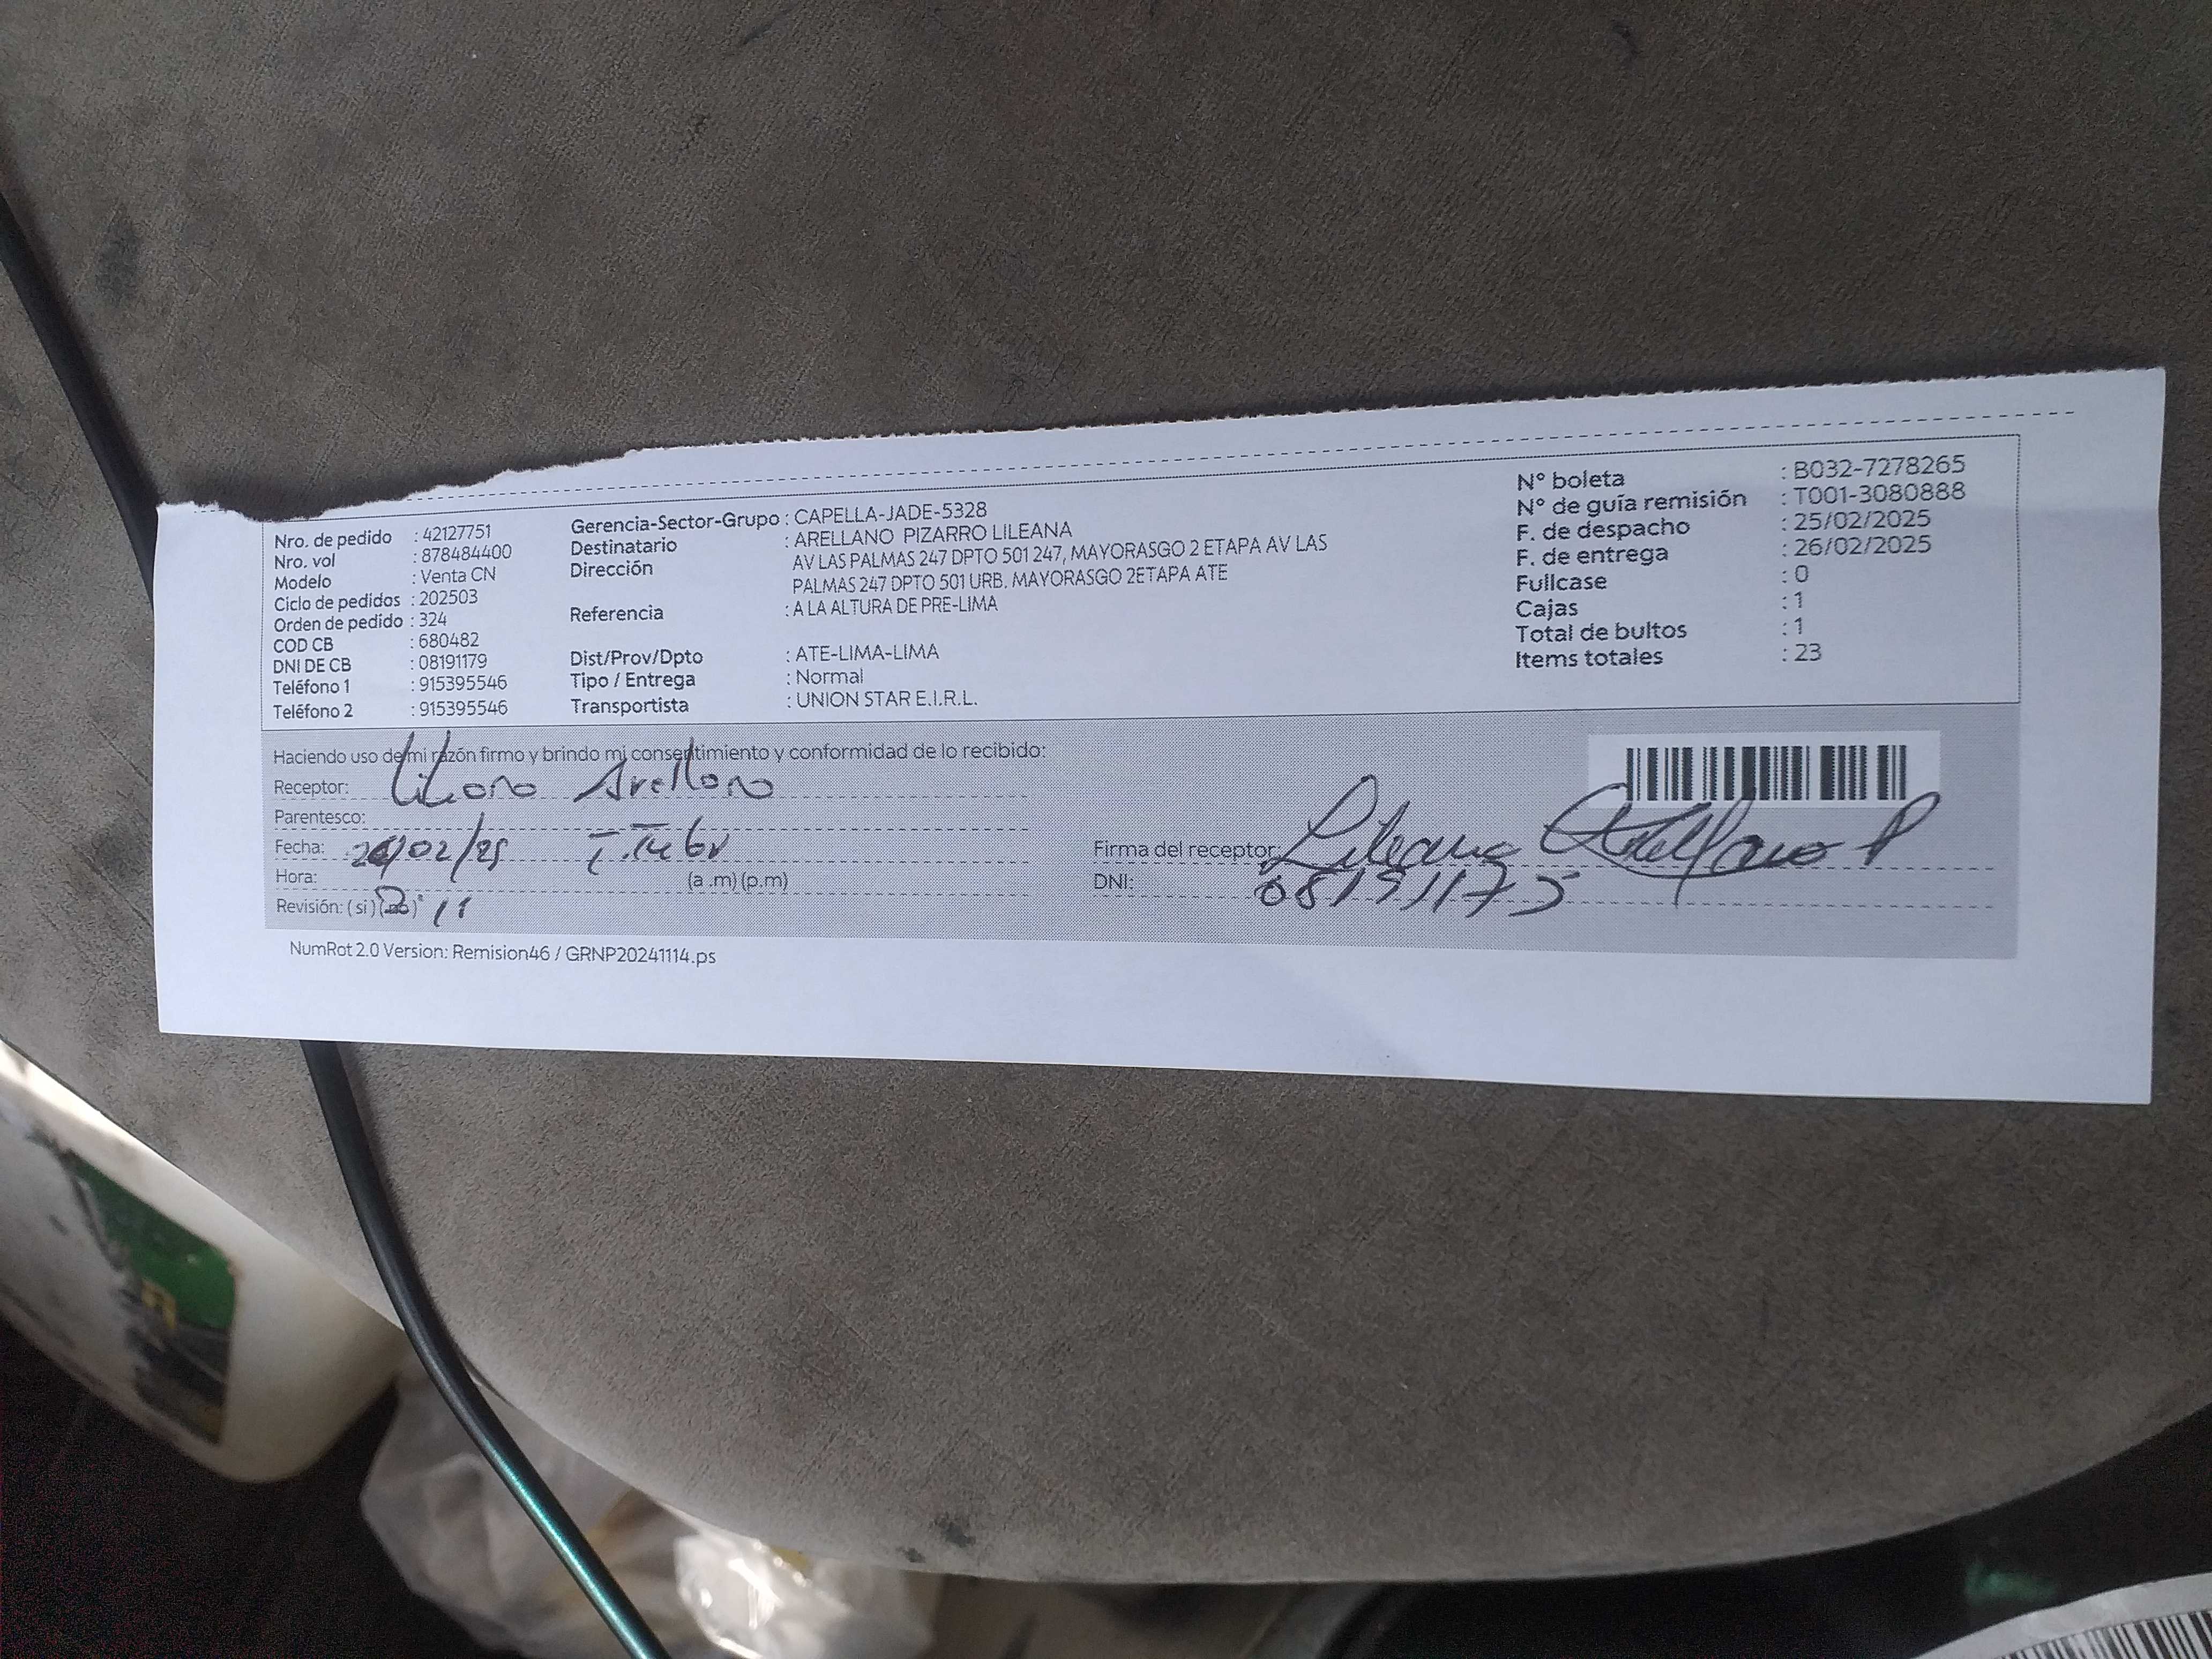 Nro. de pedido : 42127751
Nro. vol : 878484400
Modelo : Venta CN
Ciclo de pedidos : 202503
Orden de pedido : 324
COD CB : 680482
DNI DE CB : 08191179
Teléfono 1 : 915395546
Teléfono 2 : 915395546
Gerencia-Sector-Grupo : CAPELLA-JADE-5328
Destinatario : ARELLANO PIZARRO LILEANA
Dirección AV LAS PALMAS 247 DPTO 501 247, MAYORASGO 2 ETAPA AV LAS
PALMAS 247 DPTO 501 URB. MAYORASGO 2ETAPA ATE
Referencia : A LA ALTURA DE PRE-LIMA
Dist/Prov/Dpto : ATE-LIMA-LIMA
Tipo / Entrega : Normal
Transportista : UNION STAR E.I.R.L.
N° boleta : B032-7278265
N° de guía remisión : T001-3080888
F. de despacho : 25/02/2025
F. de entrega : 26/02/2025
Fullcase : 0
Cajas : 1
Total de bultos : 1
Items totales : 23
Haciendo uso de mi razón firmo y brindo mi consentimiento y conformidad de lo recibido:
Receptor: Liliana Arellano
Parentesco:
Fecha: 26/02/25
Hora: (a .m) (p.m)
Revisión: ( si ) ( no )
Firma del receptor: Lileana Arellano P
DNI:
NumRot 2.0 Version: Remision46 / GRNP20241114.ps